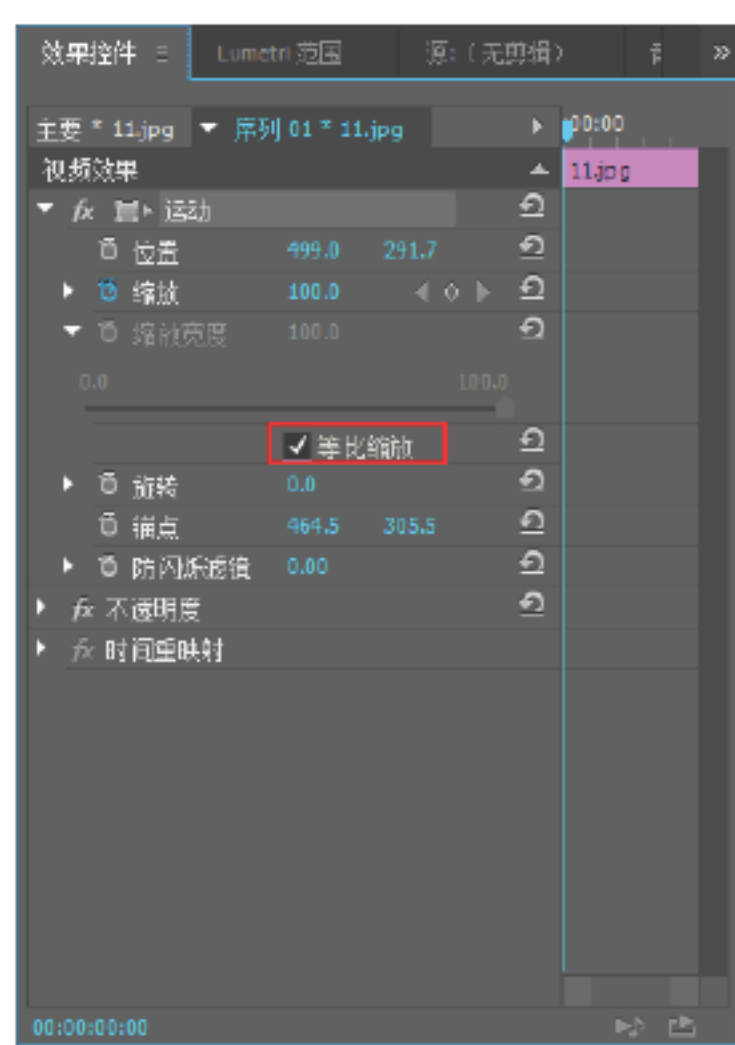 效果控件 Lumetri 范围 源:（无剪辑） »
主要 * 11.jpg 序列 01 * 11.jpg 00:00
视频效果 11.jpg
fx 运动
位置 499.0 291.7
缩放 100.0
缩放宽度 100.0
0.0 100.0
等比缩放
旋转 0.0
锚点 464.5 305.5
防闪烁滤镜 0.00
fx 不透明度
fx 时间重映射
00:00:00:00